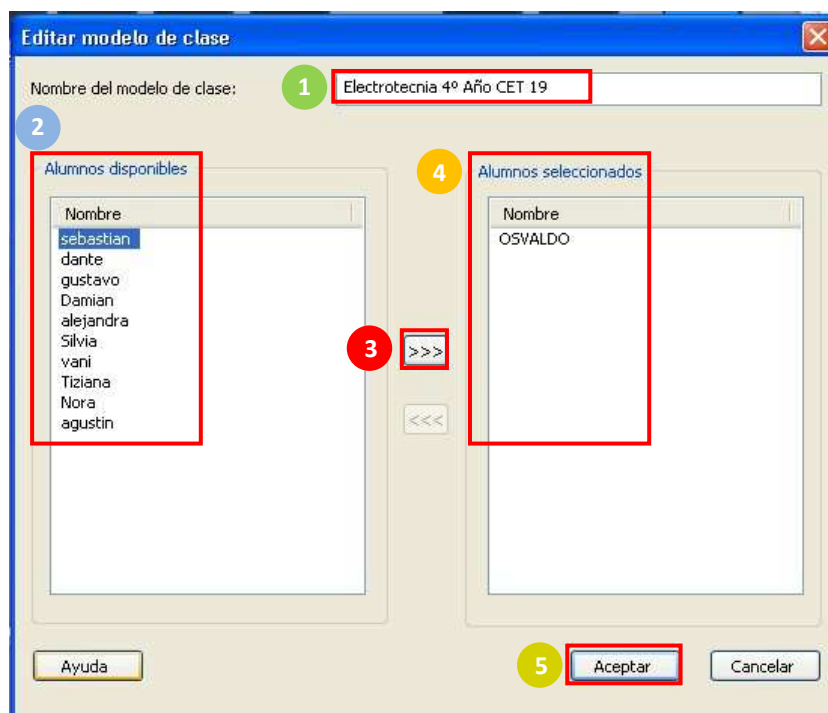 Editar modelo de clase
Nombre del modelo de clase:
1
Electrotecnia 4º Año CET 19
2
Alumnos disponibles
Nombre
sebastian
dante
gustavo
Damian
alejandra
Silvia
vani
Tiziana
Nora
agustin
3
>>>
<<<
4
Alumnos seleccionados
Nombre
OSVALDO
Ayuda
5
Aceptar
Cancelar